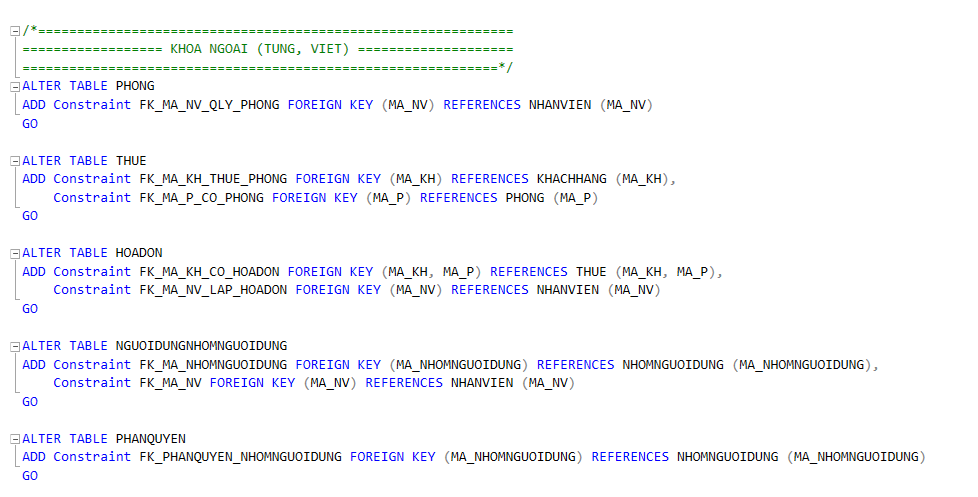 /*=============================================================
================== KHOA NGOAI (TUNG, VIET) ====================
=============================================================*/
ALTER TABLE PHONG
ADD Constraint FK_MA_NV_QLY_PHONG FOREIGN KEY (MA_NV) REFERENCES NHANVIEN (MA_NV)
GO
ALTER TABLE THUE
ADD Constraint FK_MA_KH_THUE_PHONG FOREIGN KEY (MA_KH) REFERENCES KHACHHANG (MA_KH),
Constraint FK_MA_P_CO_PHONG FOREIGN KEY (MA_P) REFERENCES PHONG (MA_P)
GO
ALTER TABLE HOADON
ADD Constraint FK_MA_KH_CO_HOADON FOREIGN KEY (MA_KH, MA_P) REFERENCES THUE (MA_KH, MA_P),
Constraint FK_MA_NV_LAP_HOADON FOREIGN KEY (MA_NV) REFERENCES NHANVIEN (MA_NV)
GO
ALTER TABLE NGUOIDUNGNHOMNGUOIDUNG
ADD Constraint FK_MA_NHOMNGUOIDUNG FOREIGN KEY (MA_NHOMNGUOIDUNG) REFERENCES NHOMNGUOIDUNG (MA_NHOMNGUOIDUNG),
Constraint FK_MA_NV FOREIGN KEY (MA_NV) REFERENCES NHANVIEN (MA_NV)
GO
ALTER TABLE PHANQUYEN
ADD Constraint FK_PHANQUYEN_NHOMNGUOIDUNG FOREIGN KEY (MA_NHOMNGUOIDUNG) REFERENCES NHOMNGUOIDUNG (MA_NHOMNGUOIDUNG)
GO